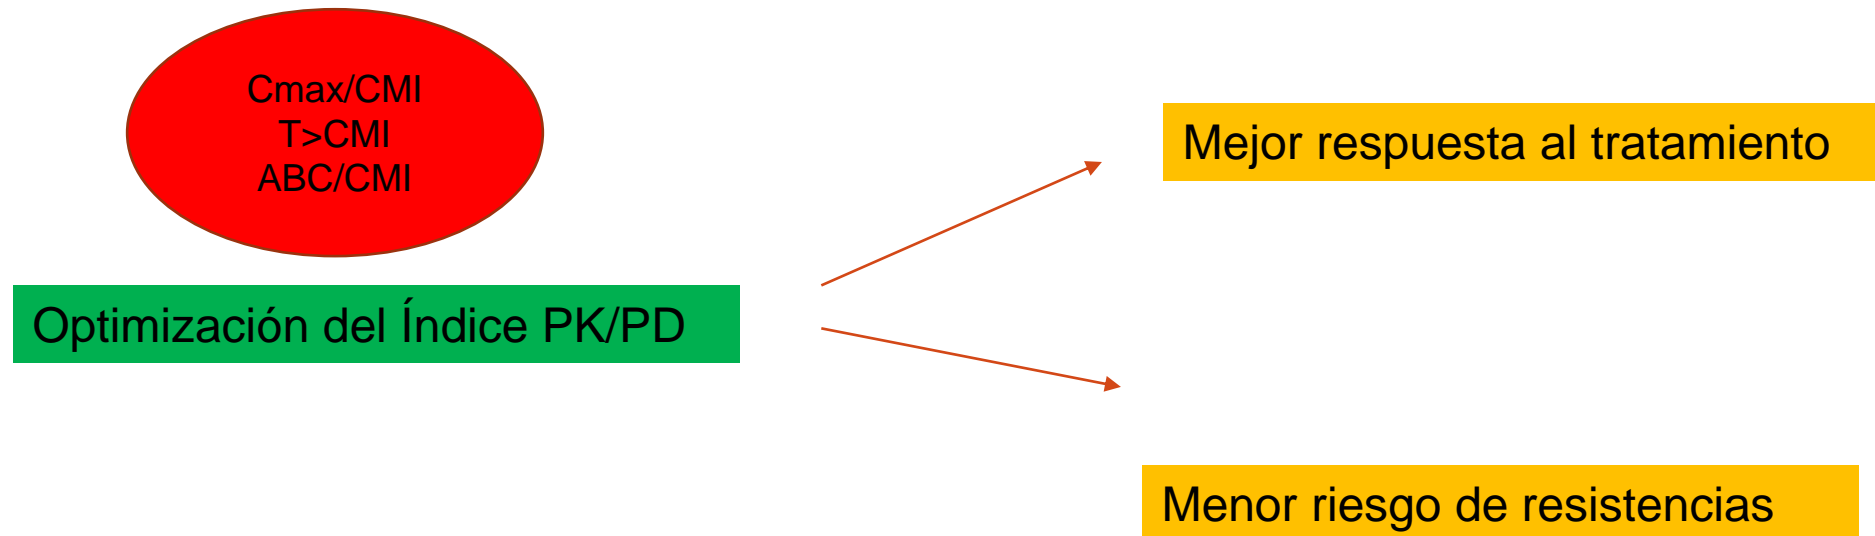 Cmax/CMI
T>CMI
ABC/CMI
Optimización del Índice PK/PD
Mejor respuesta al tratamiento
Menor riesgo de resistencias